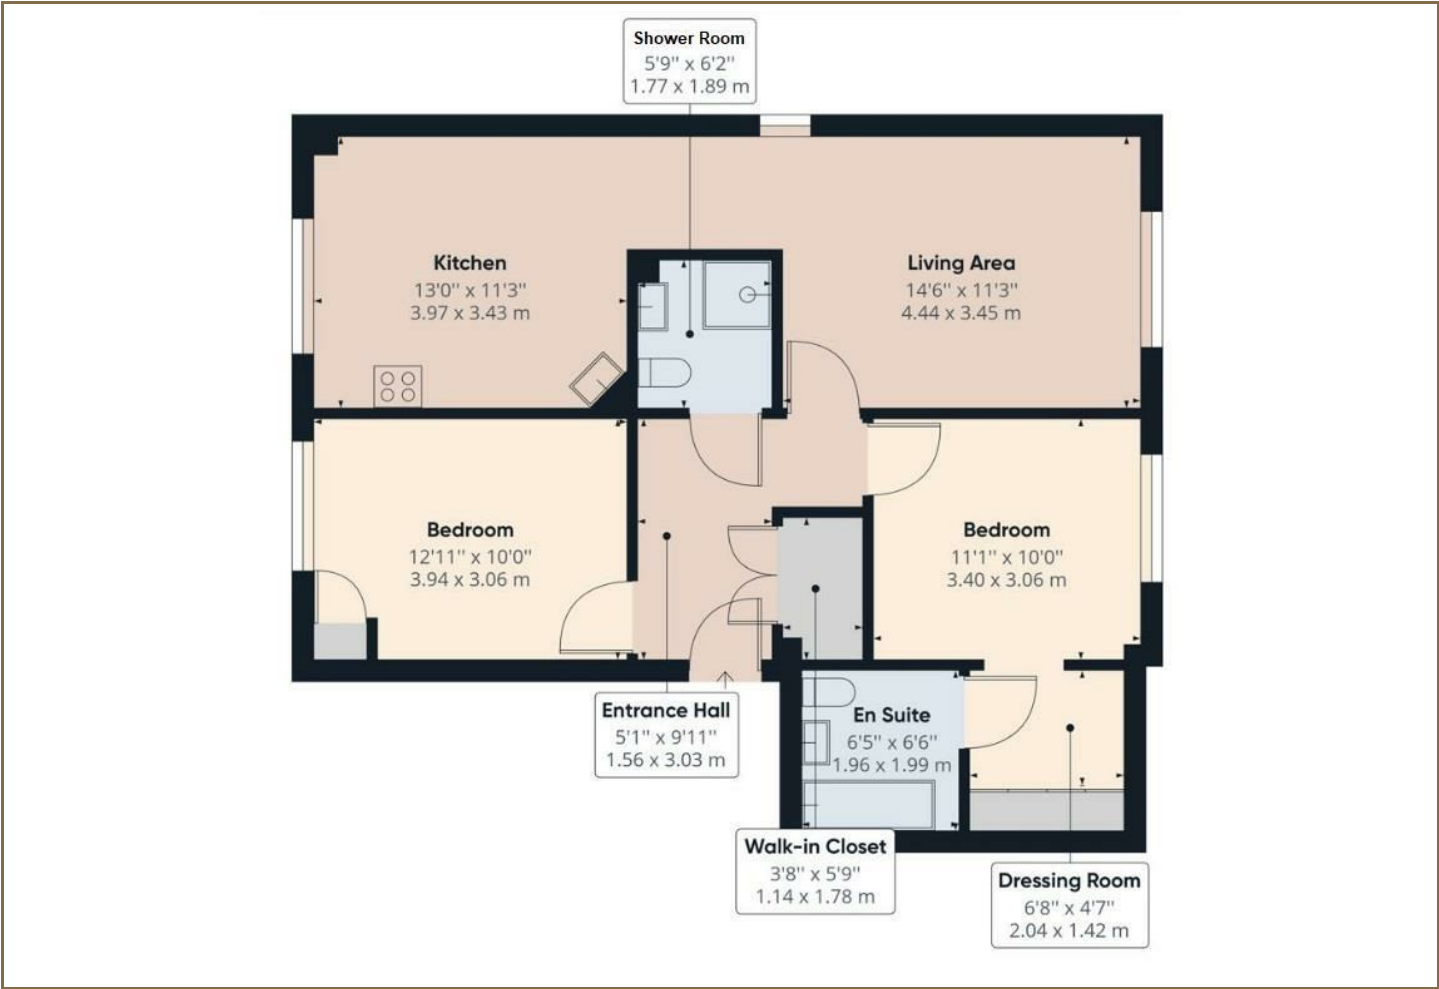 Shower Room
5'9" x 6'2"
1.77 x 1.89 m
Kitchen
13'0" x 11'3"
3.97 x 3.43 m
Living Area
14'6" x 11'3"
4.44 x 3.45 m
Bedroom
12'11" x 10'0"
3.94 x 3.06 m
Bedroom
11'1" x 10'0"
3.40 x 3.06 m
Entrance Hall
5'1" x 9'11"
1.56 x 3.03 m
En Suite
6'5" x 6'6"
1.96 x 1.99 m
Walk-in Closet
3'8" x 5'9"
1.14 x 1.78 m
Dressing Room
6'8" x 4'7"
2.04 x 1.42 m